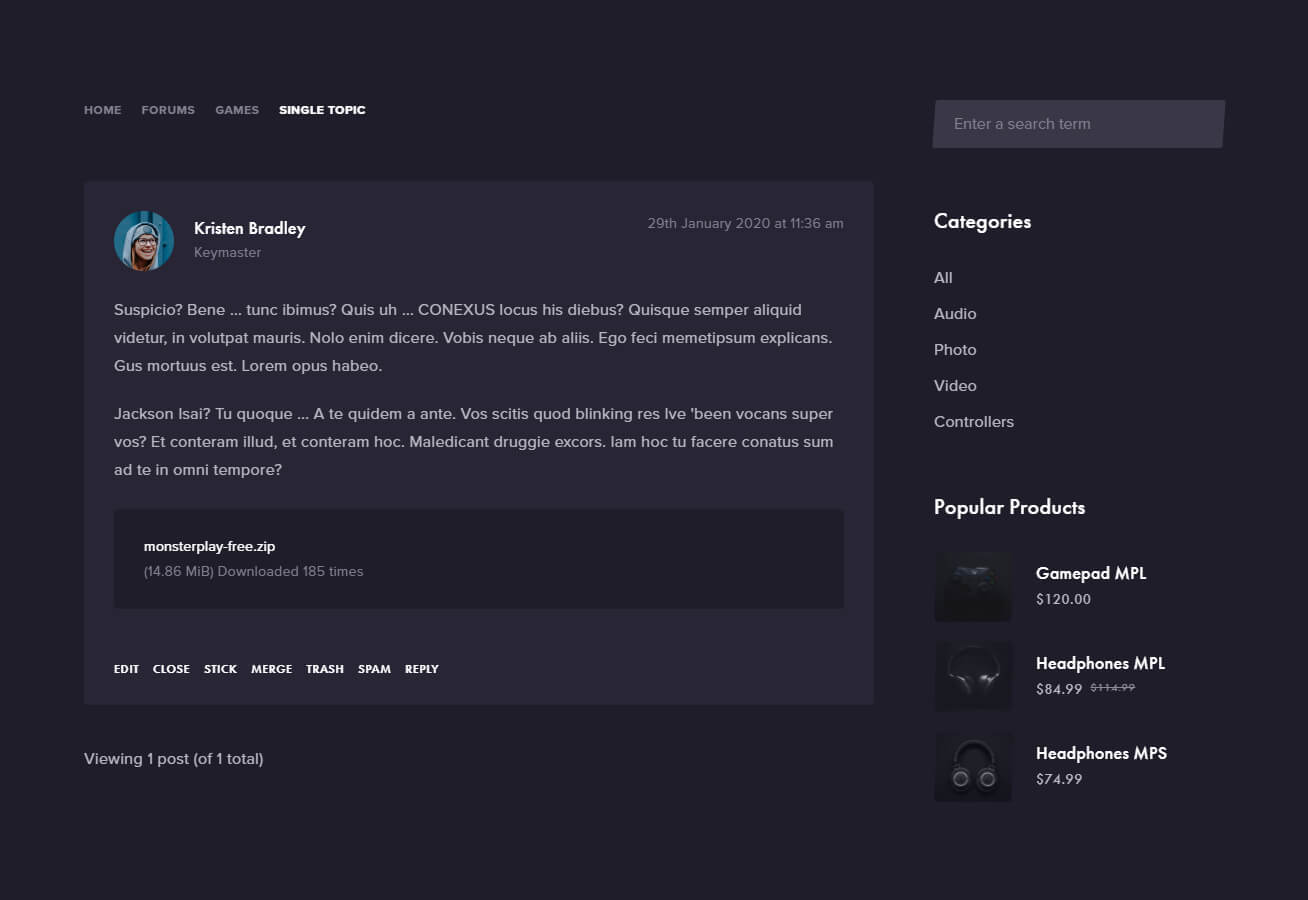 HOME FORUMS GAMES SINGLE TOPIC
Enter a search term
Kristen Bradley
Keymaster
29th January 2020 at 11:36 am
Suspicio? Bene ... tunc ibimus? Quis uh ... CONEXUS locus his diebus? Quisque semper aliquid
videtur, in volutpat mauris. Nolo enim dicere. Vobis neque ab aliis. Ego feci memetipsum explicans.
Gus mortuus est. Lorem opus habeo.
Jackson Isai? Tu quoque ... A te quidem a ante. Vos scitis quod blinking res Ive 'been vocans super
vos? Et conteram illud, et conteram hoc. Maledicant druggie excors. Iam hoc tu facere conatus sum
ad te in omni tempore?
monsterplay-free.zip
(14.86 MiB) Downloaded 185 times
EDIT CLOSE STICK MERGE TRASH SPAM REPLY
Viewing 1 post (of 1 total)
Categories
All
Audio
Photo
Video
Controllers
Popular Products
Gamepad MPL
$120.00
Headphones MPL
$84.99 $114.99
Headphones MPS
$74.99